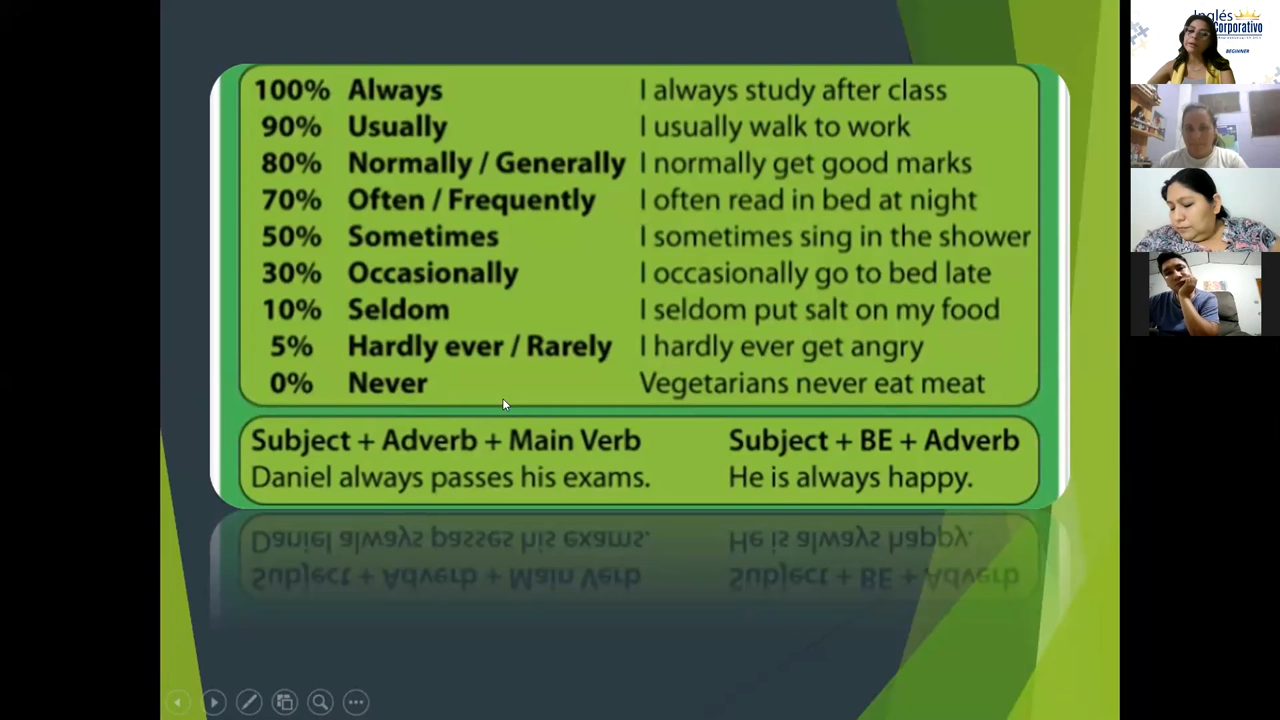 100% Always I always study after class
90% Usually I usually walk to work
80% Normally / Generally I normally get good marks
70% Often / Frequently I often read in bed at night
50% Sometimes I sometimes sing in the shower
30% Occasionally I occasionally go to bed late
10% Seldom I seldom put salt on my food
5% Hardly ever / Rarely I hardly ever get angry
0% Never Vegetarians never eat meat
Subject + Adverb + Main Verb Subject + BE + Adverb
Daniel always passes his exams. He is always happy.
Inglés
Corporativo
BEGINNER